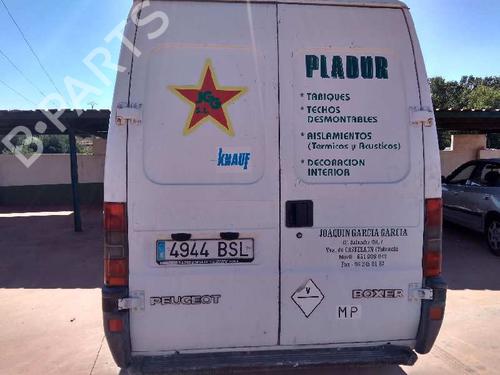 B-PARTS
JGG
S.L.
KNAUF
PLADUR
* TABIQUES
* TECHOS
DESMONTABLES
* AISLAMIENTOS
(Termicos y Acusticos)
* DECORACION
INTERIOR
JOAQUIN GARCIA GARCIA
4944 BSL
PEUGEOT
V
MP
BOXER